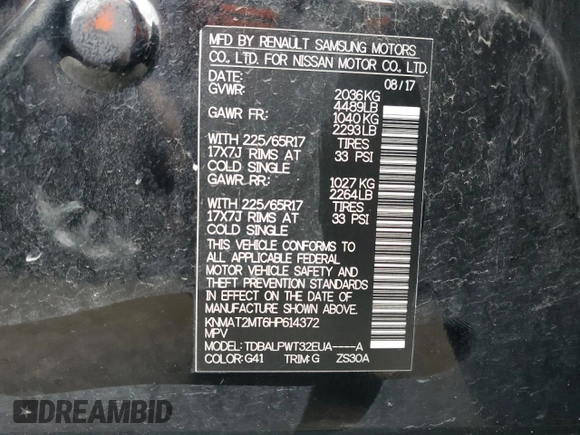 MFD BY RENAULT SAMSUNG MOTORS
CO., LTD. FOR NISSAN MOTOR CO., LTD.
DATE: 08/17
GVWR: 2036KG
4489LB
GAWR FR: 1040KG
2293LB
WITH 225/65R17 TIRES
17X7J RIMS AT 33 PSI
COLD SINGLE
GAWR RR: 1027KG
2264LB
WITH 225/65R17 TIRES
17X7J RIMS AT 33 PSI
COLD SINGLE
THIS VEHICLE CONFORMS TO
ALL APPLICABLE FEDERAL
MOTOR VEHICLE SAFETY AND
THEFT PREVENTION STANDARDS
IN EFFECT ON THE DATE OF
MANUFACTURE SHOWN ABOVE.
KNMAT2MT6HP614372
MPV
MODEL: TDBALPWT32EUA----A
COLOR: G41 TRIM: G ZS30A
DREAMBID